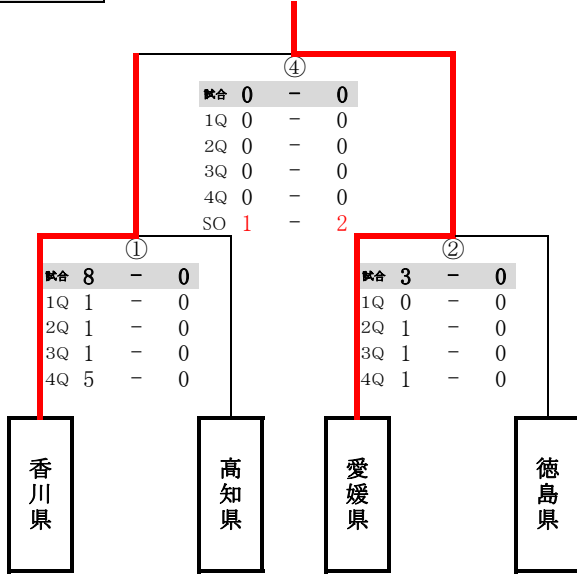 ④
試合 0 － 0
1Q 0 － 0
2Q 0 － 0
3Q 0 － 0
4Q 0 － 0
SO 1 － 2
①
試合 8 － 0
1Q 1 － 0
2Q 1 － 0
3Q 1 － 0
4Q 5 － 0
②
試合 3 － 0
1Q 0 － 0
2Q 1 － 0
3Q 1 － 0
4Q 1 － 0
香川県
高知県
愛媛県
徳島県